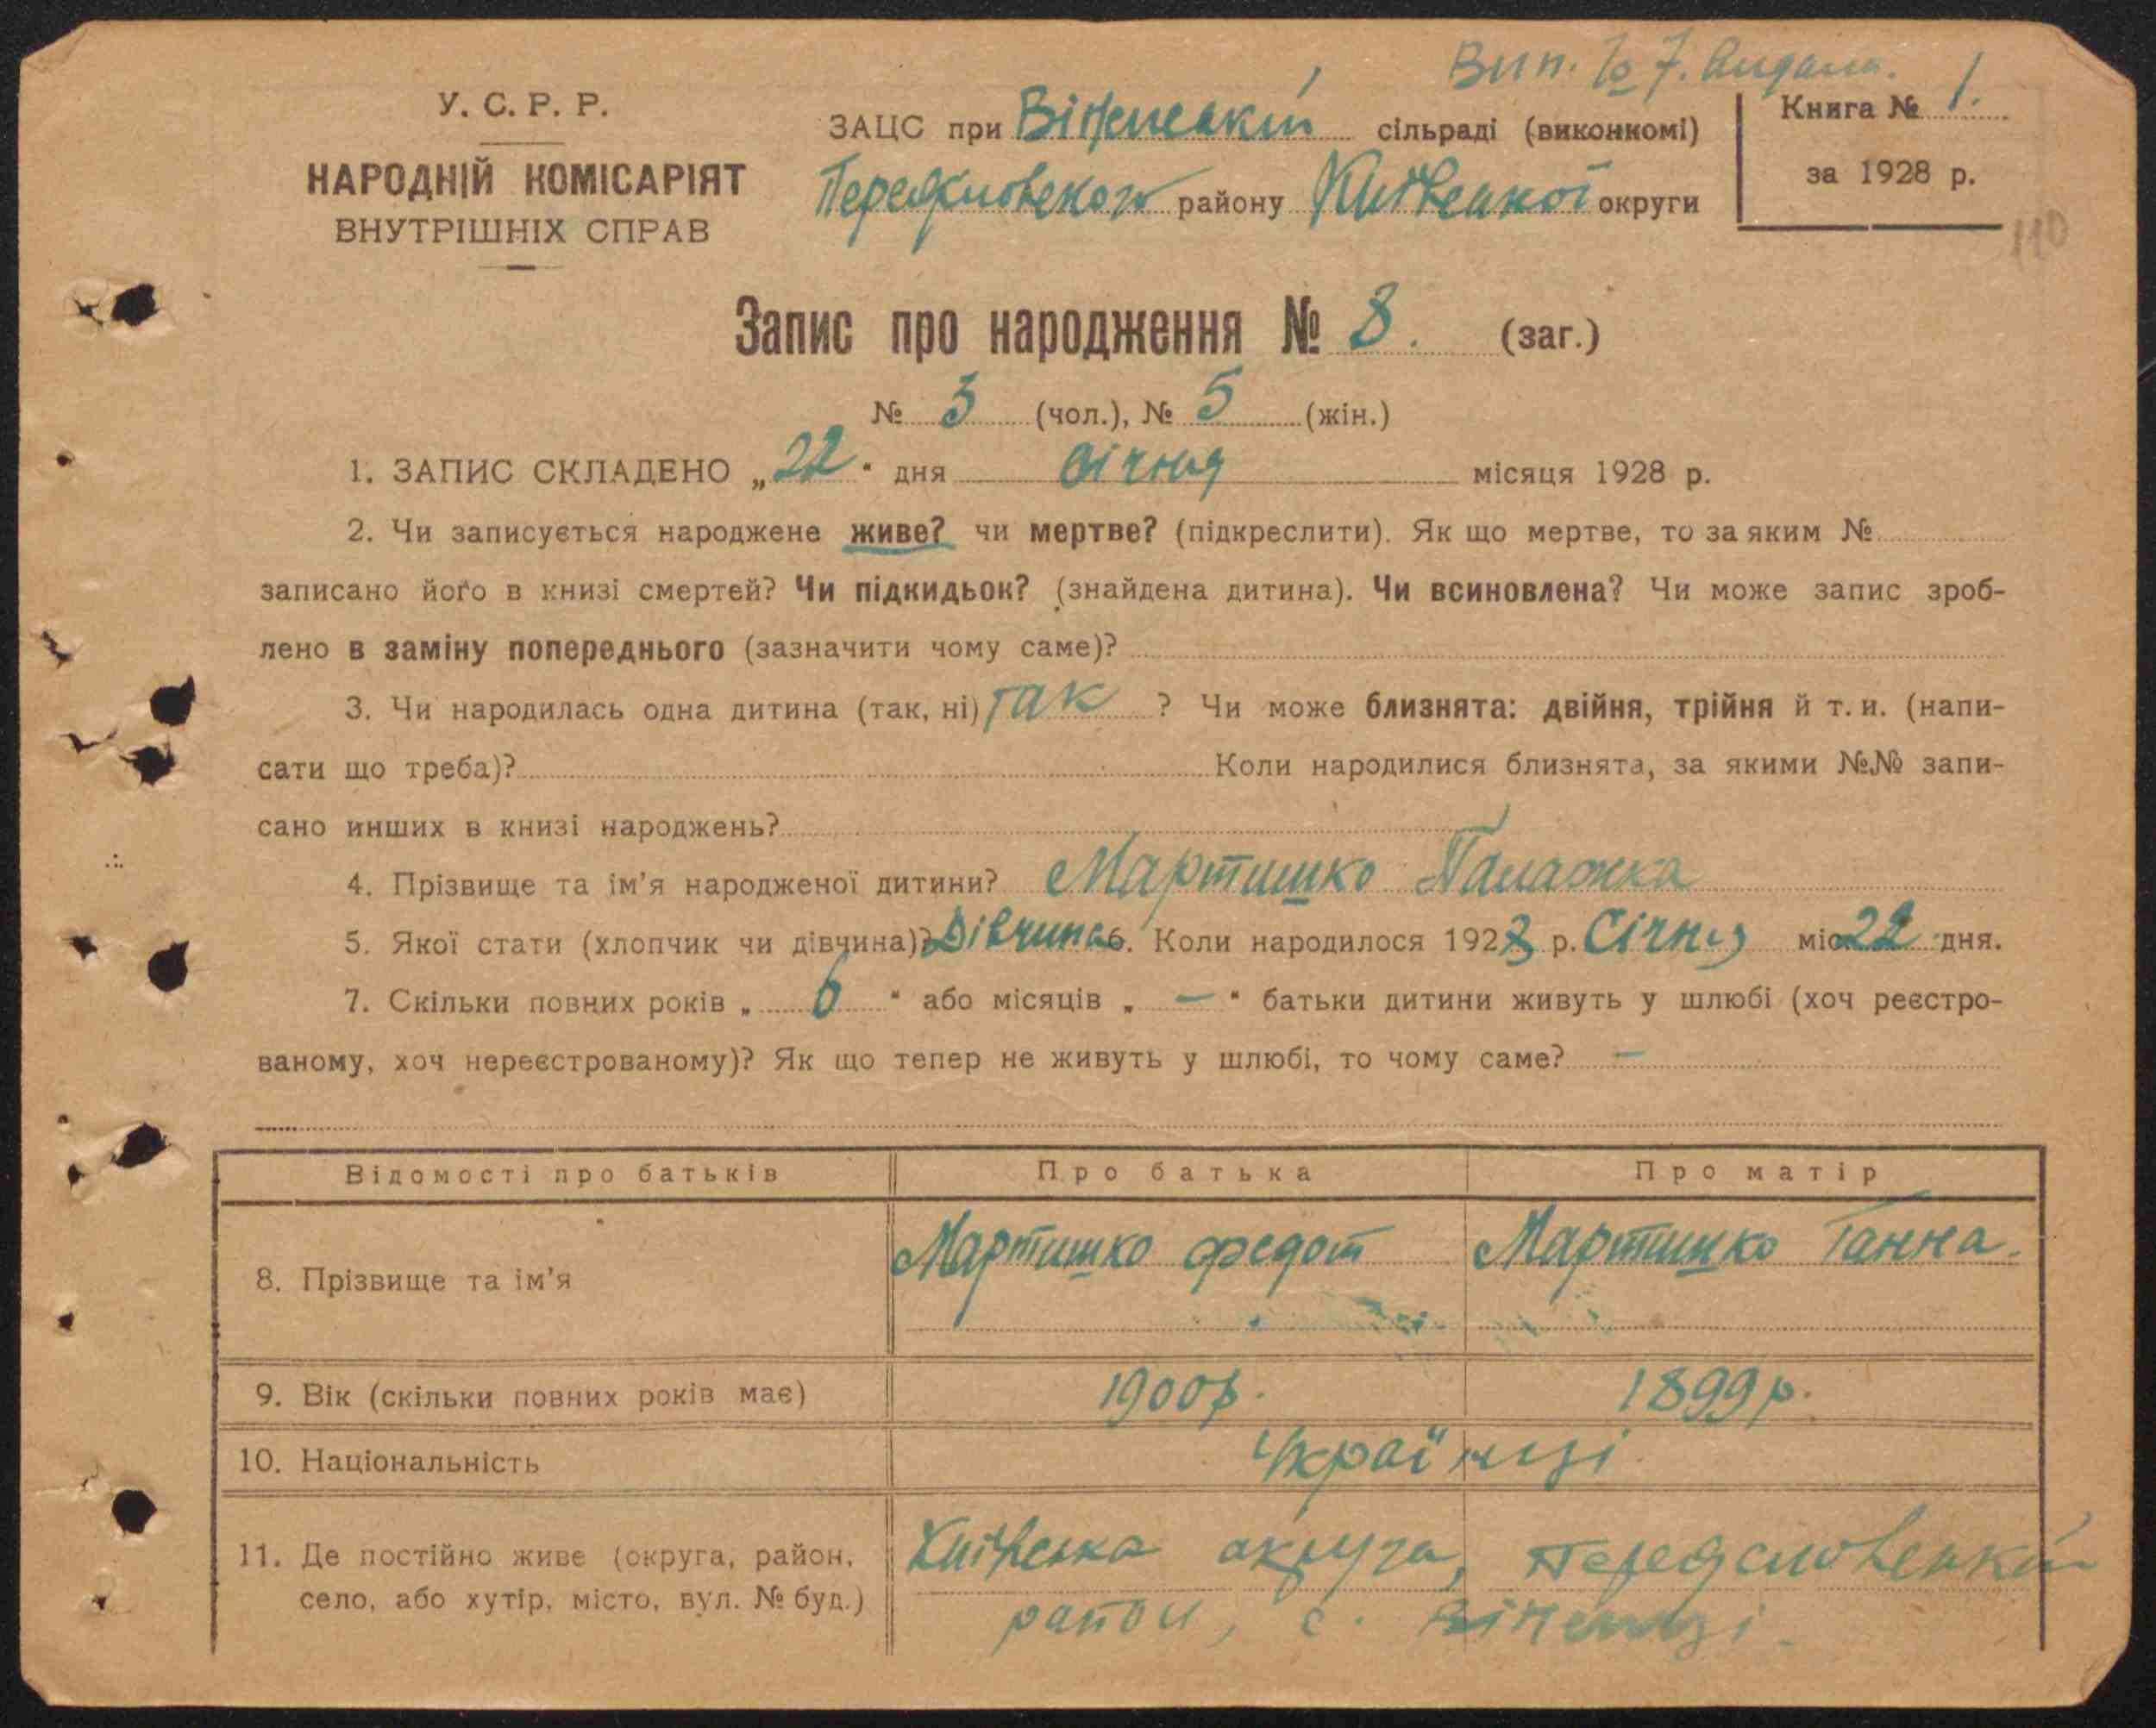 Вип.
У. С. Р. Р.
НАРОДНІЙ КОМІСАРІЯТ
ВНУТРІШНІХ СПРАВ
ЗАЦС при Віненській сільраді (виконкомі)
району Київської округи
Книга № 1.
за 1928 р.
110
Запис про народження № 8. (заг.)
№ 3 (чол.), № 5 (жін.)
1. ЗАПИС СКЛАДЕНО „22“ дня січня місяця 1928 р.
2. Чи записується народжене живе? чи мертве? (підкреслити). Як що мертве, то за яким №
записано його в книзі смертей? Чи підкидьок? (знайдена дитина). Чи всиновлена? Чи може запис зроб-
лено в заміну попереднього (зазначити чому саме)?
3. Чи народилась одна дитина (так, ні) так ? Чи може близнята: двійня, трійня й т. и. (напи-
сати що треба)? Коли народилися близнята, за якими №№ запи-
сано инших в книзі народжень?
4. Прізвище та ім'я народженої дитини? Мартишко Палажка
5. Якої стати (хлопчик чи дівчина)? Дівчина 6. Коли народилося 1928 р. Січня міс. 22 дня.
7. Скільки повних років „ 6 “ або місяців „ — “ батьки дитини живуть у шлюбі (хоч реєстро-
ваному, хоч нереєстрованому)? Як що тепер не живуть у шлюбі, то чому саме? —
Відомості про батьків Про батька Про матір
8. Прізвище та ім'я Мартишко Федот Мартишко Ганна.
9. Вік (скільки повних років має) 1900р. 1899р.
10. Національність Українці
11. Де постійно живе (округа, район, Київська округа,
село, або хутір, місто, вул. № буд.) район, с. Віненці.